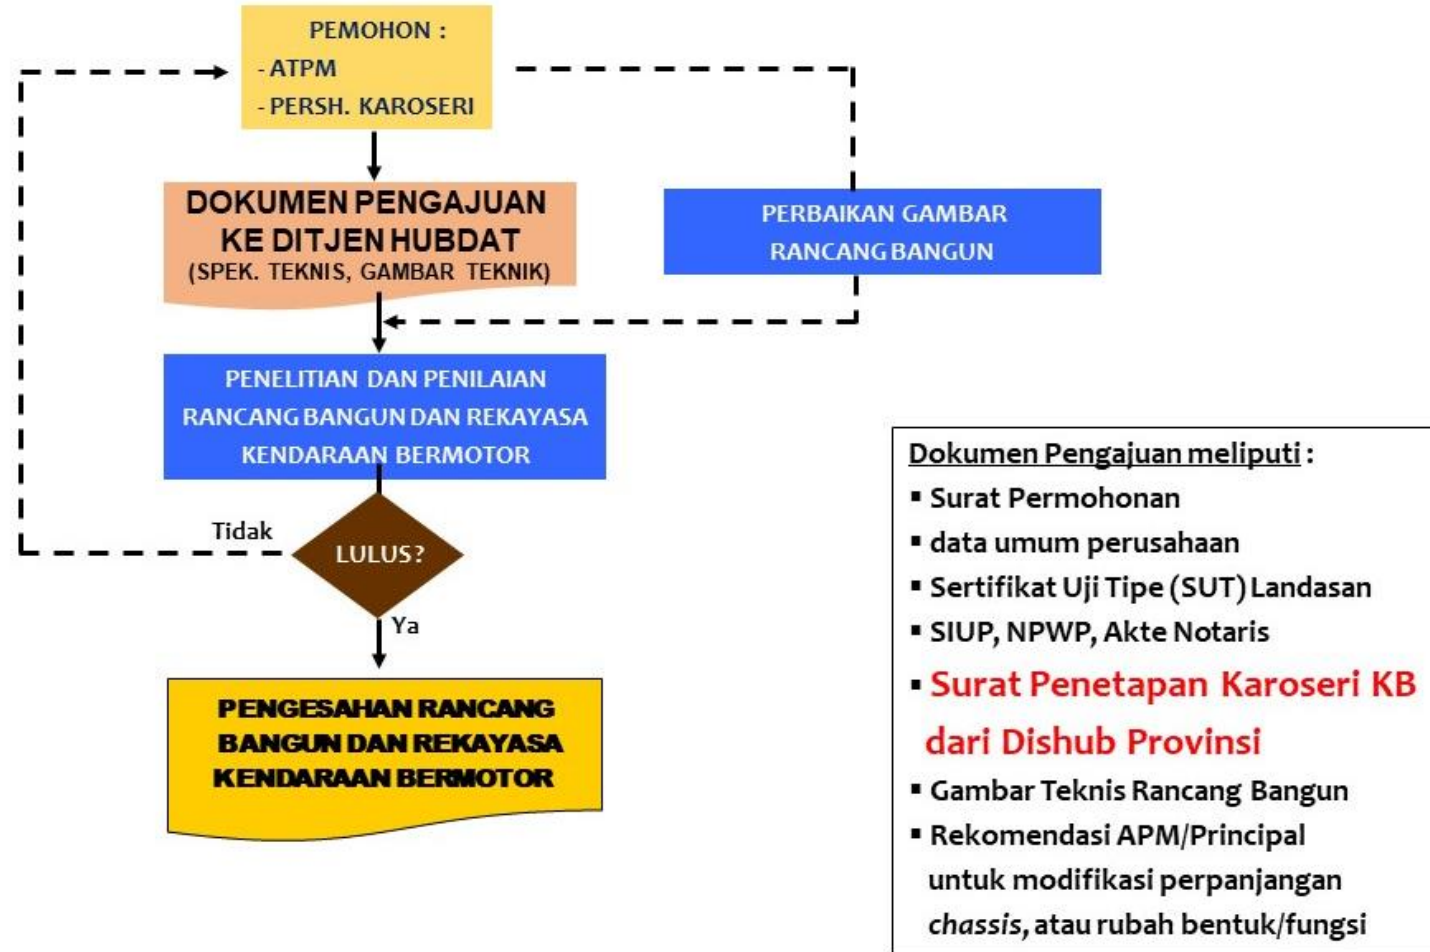 PEMOHON :
- ATPM
- PERSH. KAROSERI
DOKUMEN PENGAJUAN
KE DITJEN HUBDAT
(SPEK. TEKNIS, GAMBAR TEKNIK)
PERBAIKAN GAMBAR
RANCANG BANGUN
PENELITIAN DAN PENILAIAN
RANCANG BANGUN DAN REKAYASA
KENDARAAN BERMOTOR
Tidak
LULUS?
Ya
PENGESAHAN RANCANG
BANGUN DAN REKAYASA
KENDARAAN BERMOTOR
Dokumen Pengajuan meliputi :
▪ Surat Permohonan
▪ data umum perusahaan
▪ Sertifikat Uji Tipe (SUT) Landasan
▪ SIUP, NPWP, Akte Notaris
▪ Surat Penetapan Karoseri KB
dari Dishub Provinsi
▪ Gambar Teknis Rancang Bangun
▪ Rekomendasi APM/Principal
untuk modifikasi perpanjangan
chassis, atau rubah bentuk/fungsi